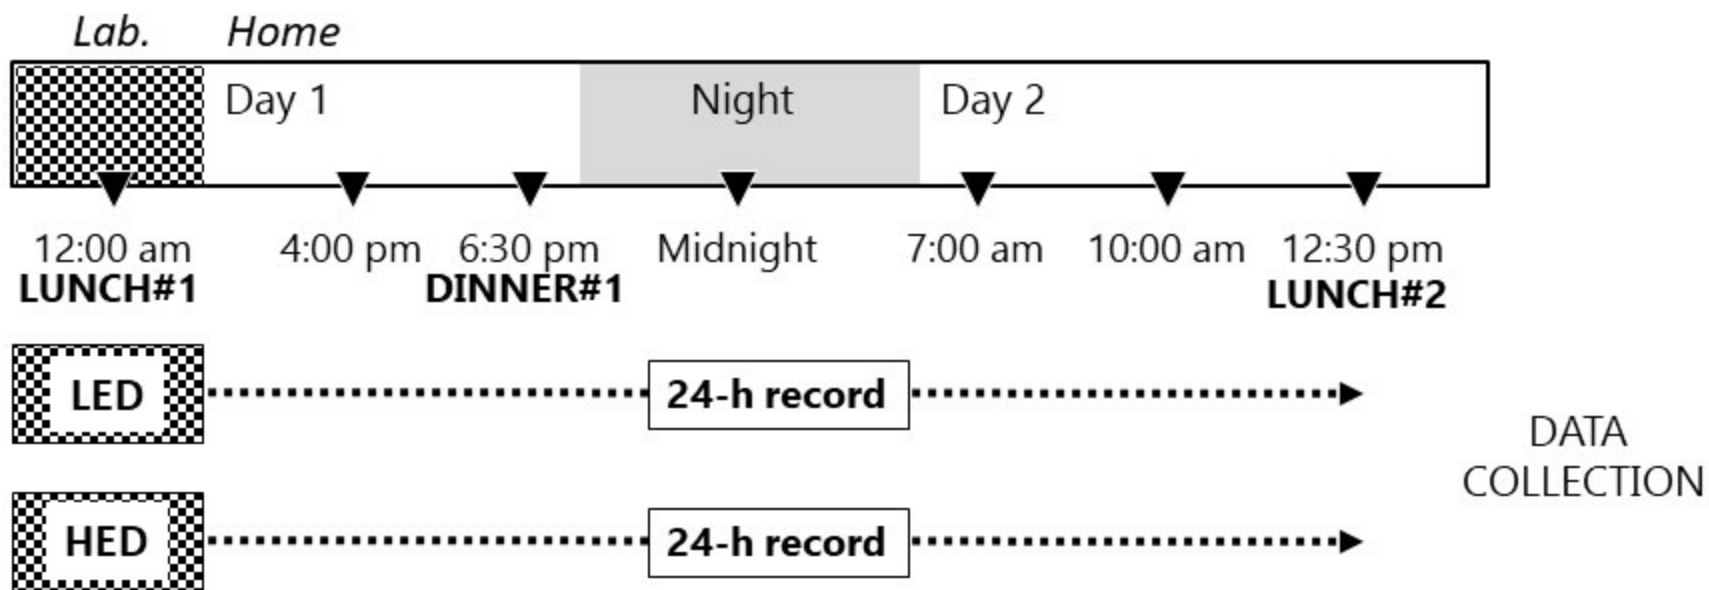 Lab. Home
Day 1 Night Day 2
12:00 am 4:00 pm 6:30 pm Midnight 7:00 am 10:00 am 12:30 pm
LUNCH#1 DINNER#1 LUNCH#2
LED 24-h record
DATA
COLLECTION
HED 24-h record